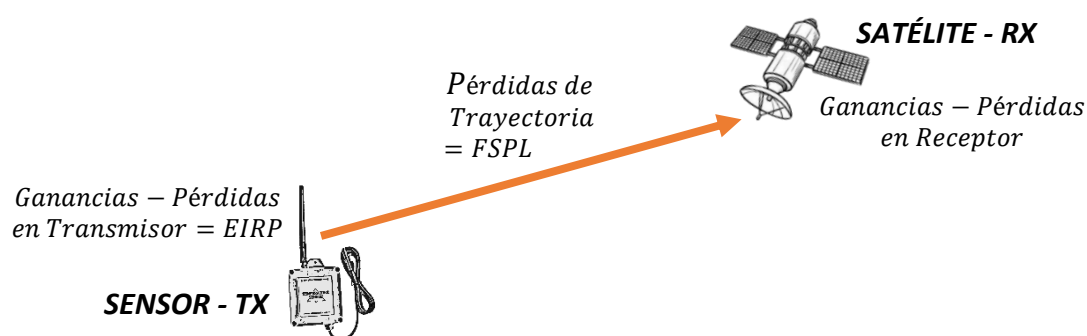 SATÉLITE - RX
Pérdidas de
Trayectoria
= FSPL
Ganancias − Pérdidas
en Receptor
Ganancias − Pérdidas
en Transmisor = EIRP
SENSOR - TX